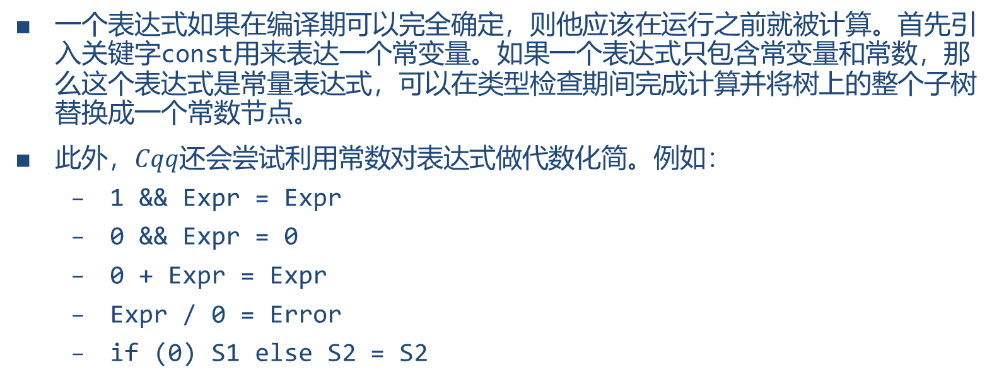 ■ 一个表达式如果在编译期可以完全确定，则他应该在运行之前就被计算。首先引
入关键字const用来表达一个常变量。如果一个表达式只包含常变量和常数，那
么这个表达式是常量表达式，可以在类型检查期间完成计算并将树上的整个子树
替换成一个常数节点。
■ 此外，Cqq还会尝试利用常数对表达式做代数化简。例如：
– 1 && Expr = Expr
– 0 && Expr = 0
– 0 + Expr = Expr
– Expr / 0 = Error
– if (0) S1 else S2 = S2